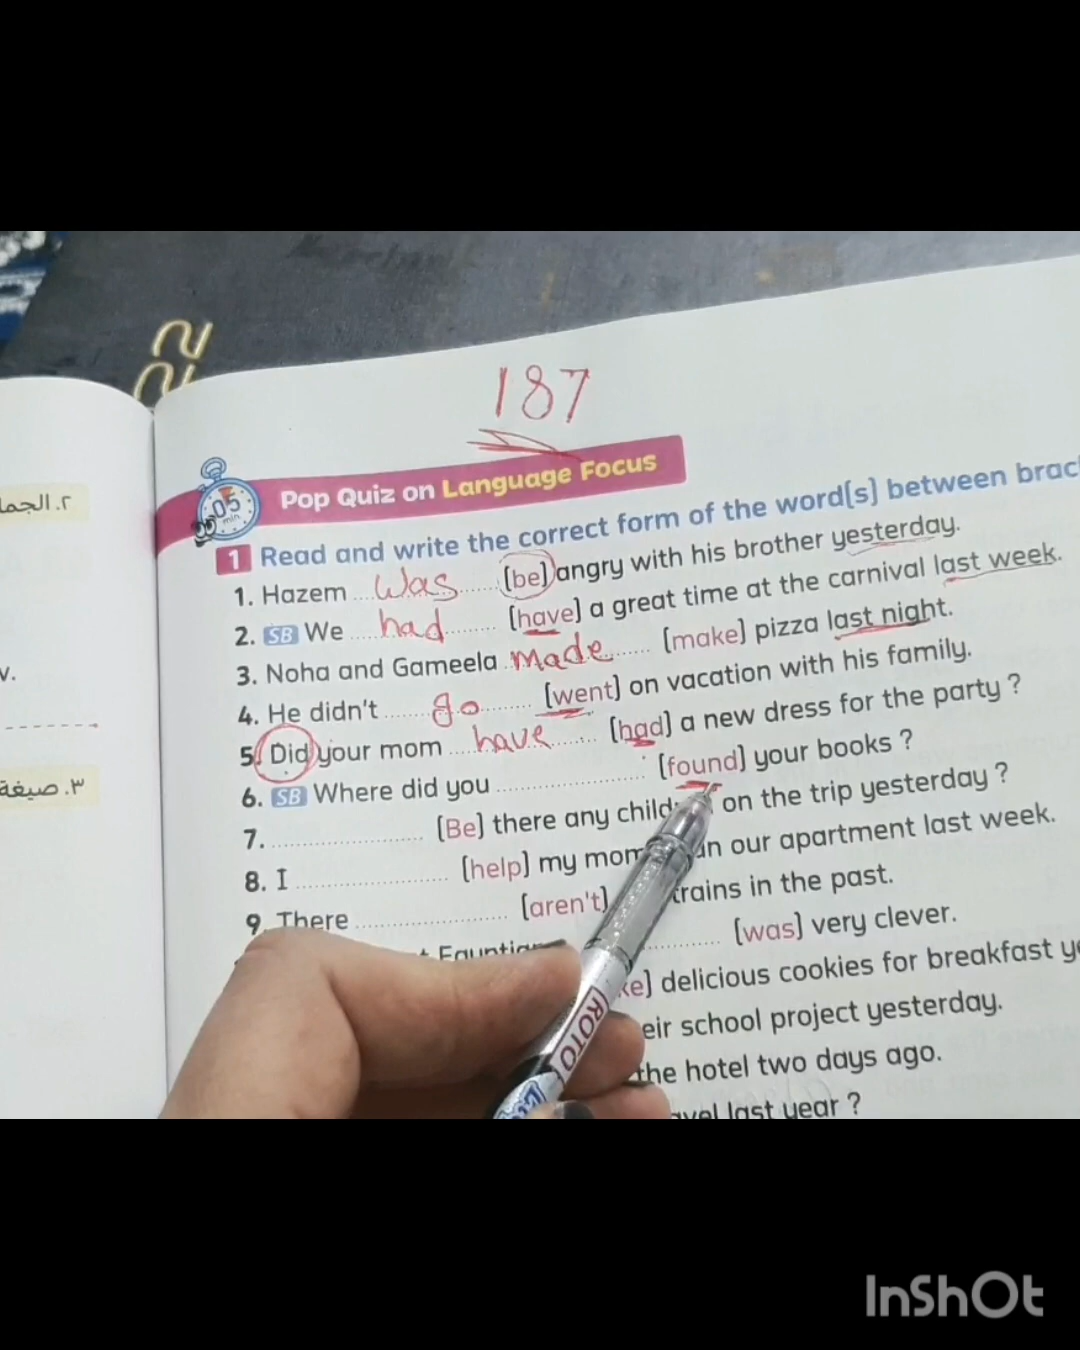 187
٢. الجما
05
min
Pop Quiz on Language Focus
1 Read and write the correct form of the word(s) between brac
1. Hazem was (be) angry with his brother yesterday.
2. SB We had (have) a great time at the carnival last week.
3. Noha and Gameela made (make) pizza last night.
4. He didn't go (went) on vacation with his family.
5. Did your mom have (had) a new dress for the party ?
٣. صيغة
6. SB Where did you (found) your books ?
7. (Be) there any on the trip yesterday ?
8. I (help) my mom our apartment last week.
9. There (aren't) trains in the past.
(was) very clever.
ke) delicious cookies for breakfast y
eir school project yesterday.
the hotel two days ago.
last year ?
ROTO
InShOt